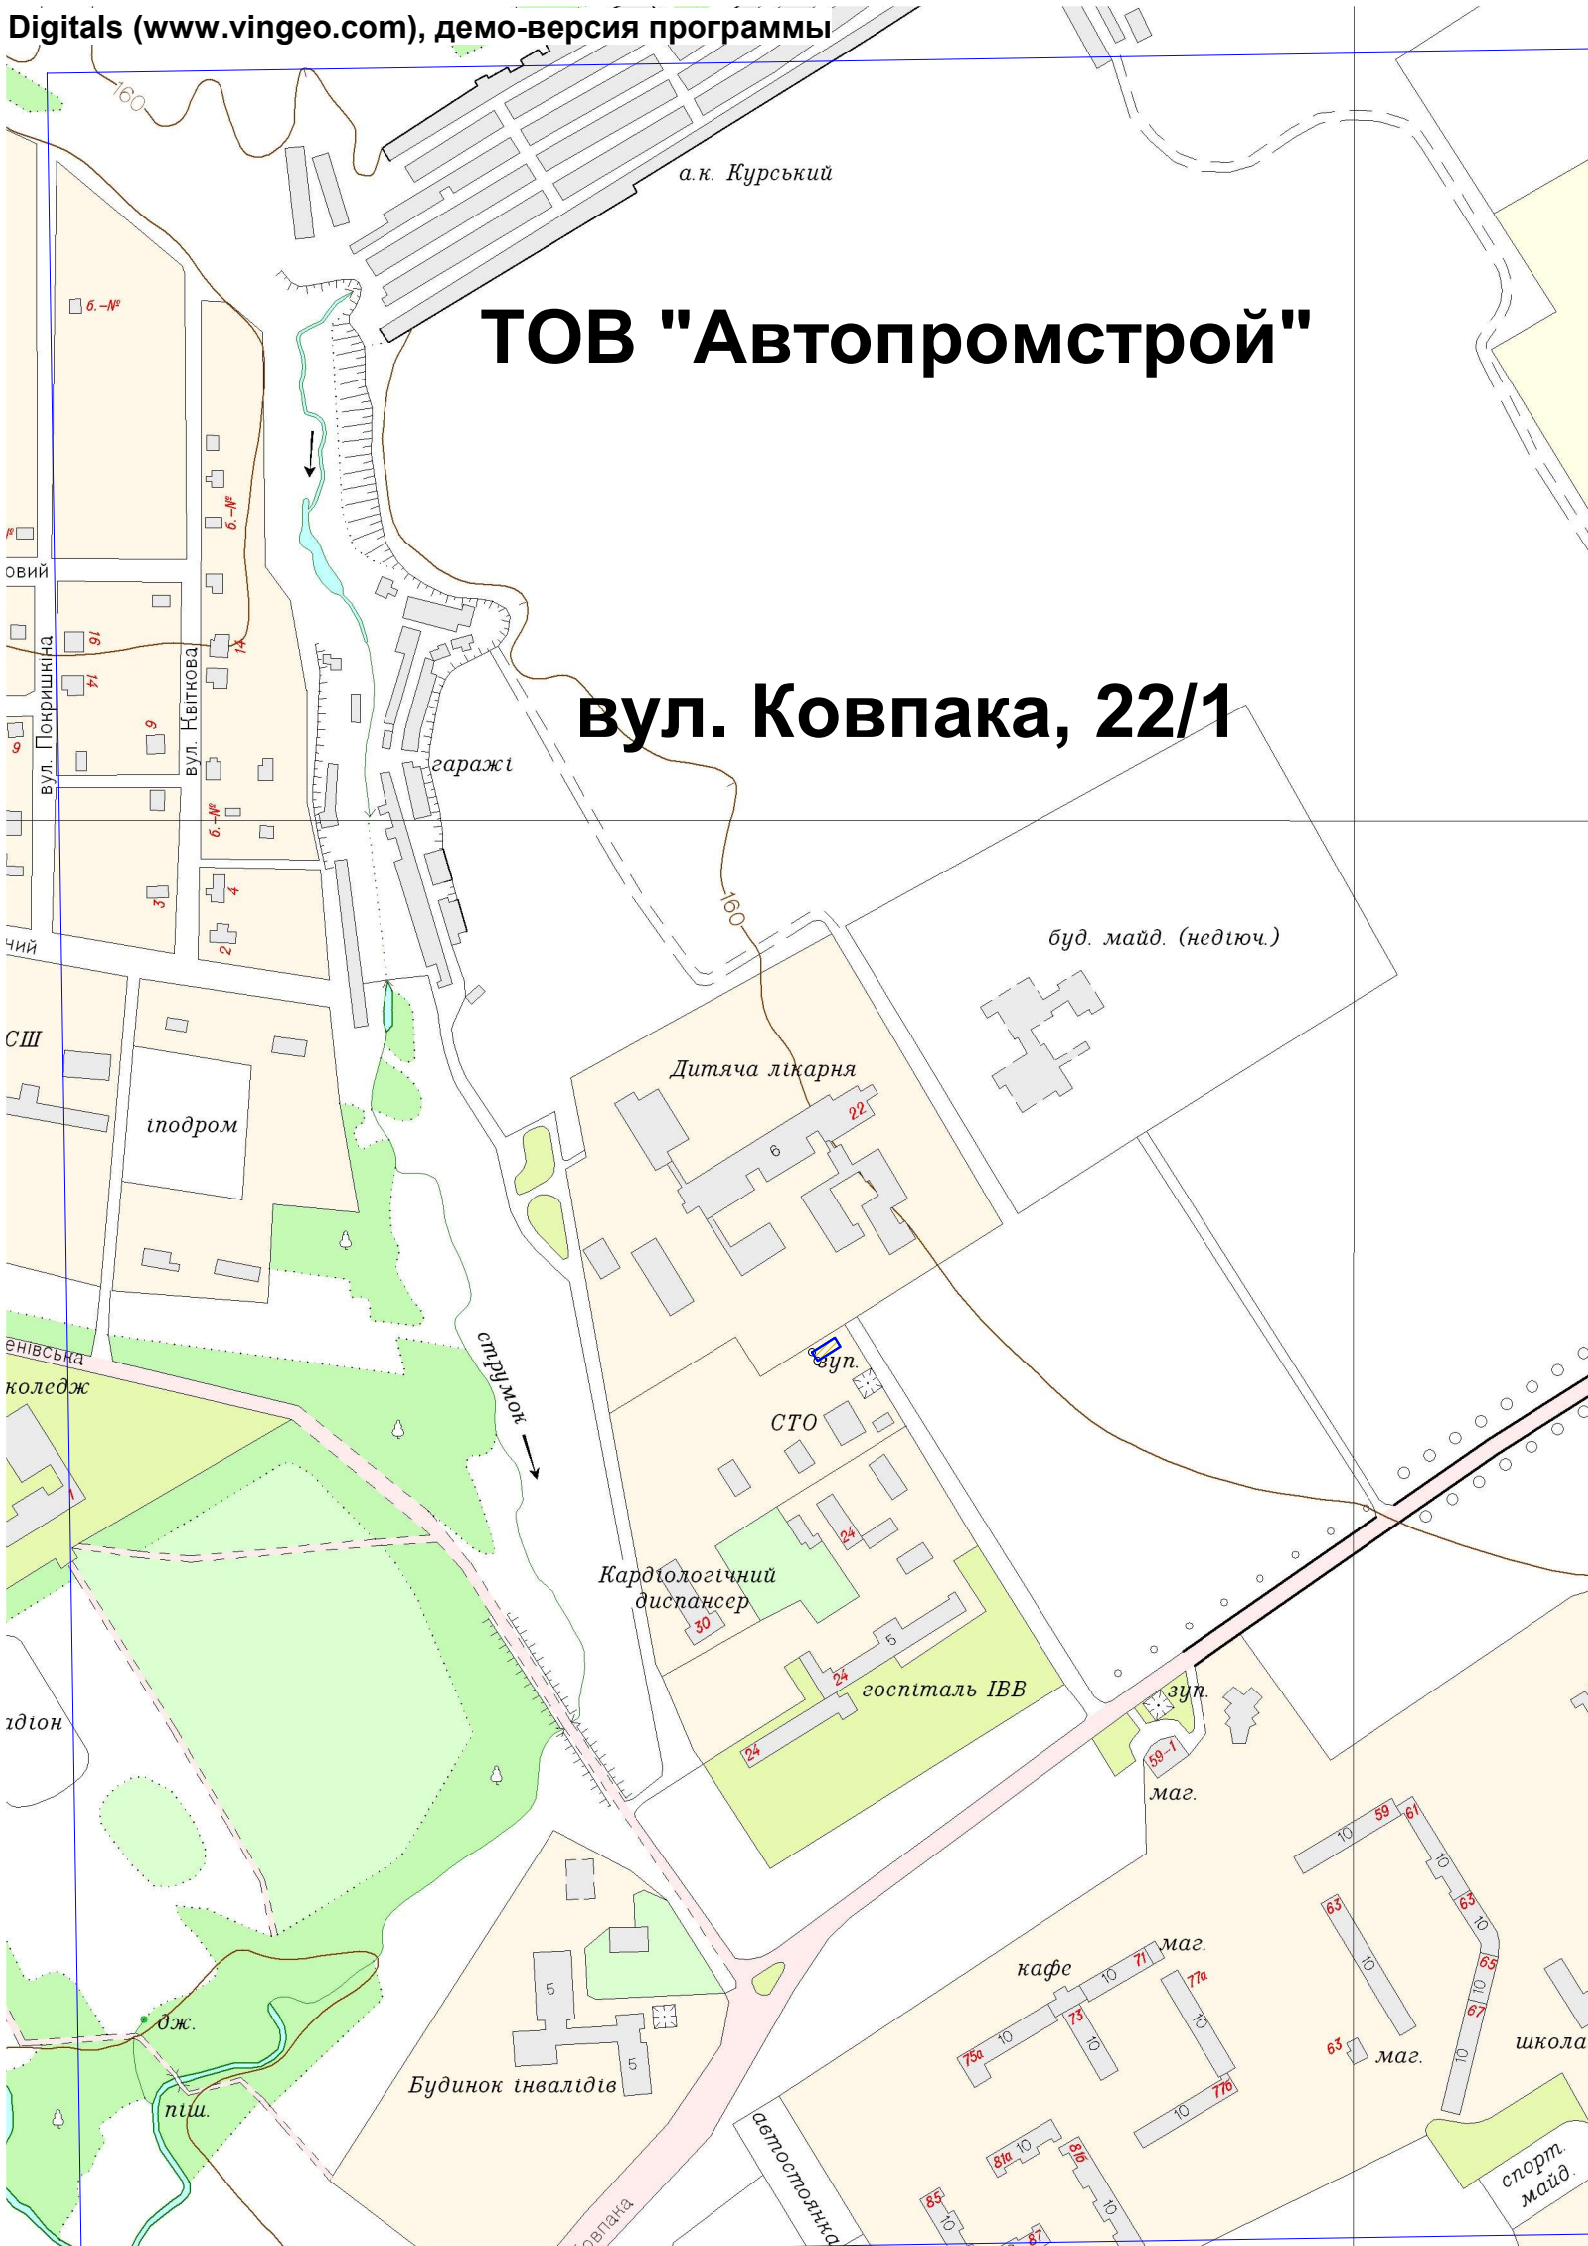 Digitals (www.vingeo.com), демо-версия программы
160
а.к. Курський
ТОВ "Автопромстрой"
б.-№
б.-№
овий
вул. Покришкіна
16
14
9
9
вул. Квіткова
14
б.-№
вул. Ковпака, 22/1
гаражі
3
4
2
160
буд. майд. (недіюч.)
ний
СШ
іподром
Дитяча лікарня
22
6
енівська
коледж
1
струмок
зуп.
СТО
24
Кардіологічний
диспансер
30
5
24
госпіталь ІВВ
24
зуп.
59-1
маг.
адіон
59
61
10
10
63
63
10
10
65
10
67
10
маг.
71
10
кафе
77а
73
10
10
75а
10
77б
10
63
маг.
школа
5
5
Будинок інвалідів
дж.
піш.
автостоянка
81а
10
81б
10
85
10
87
овпака
спорт.
майд.